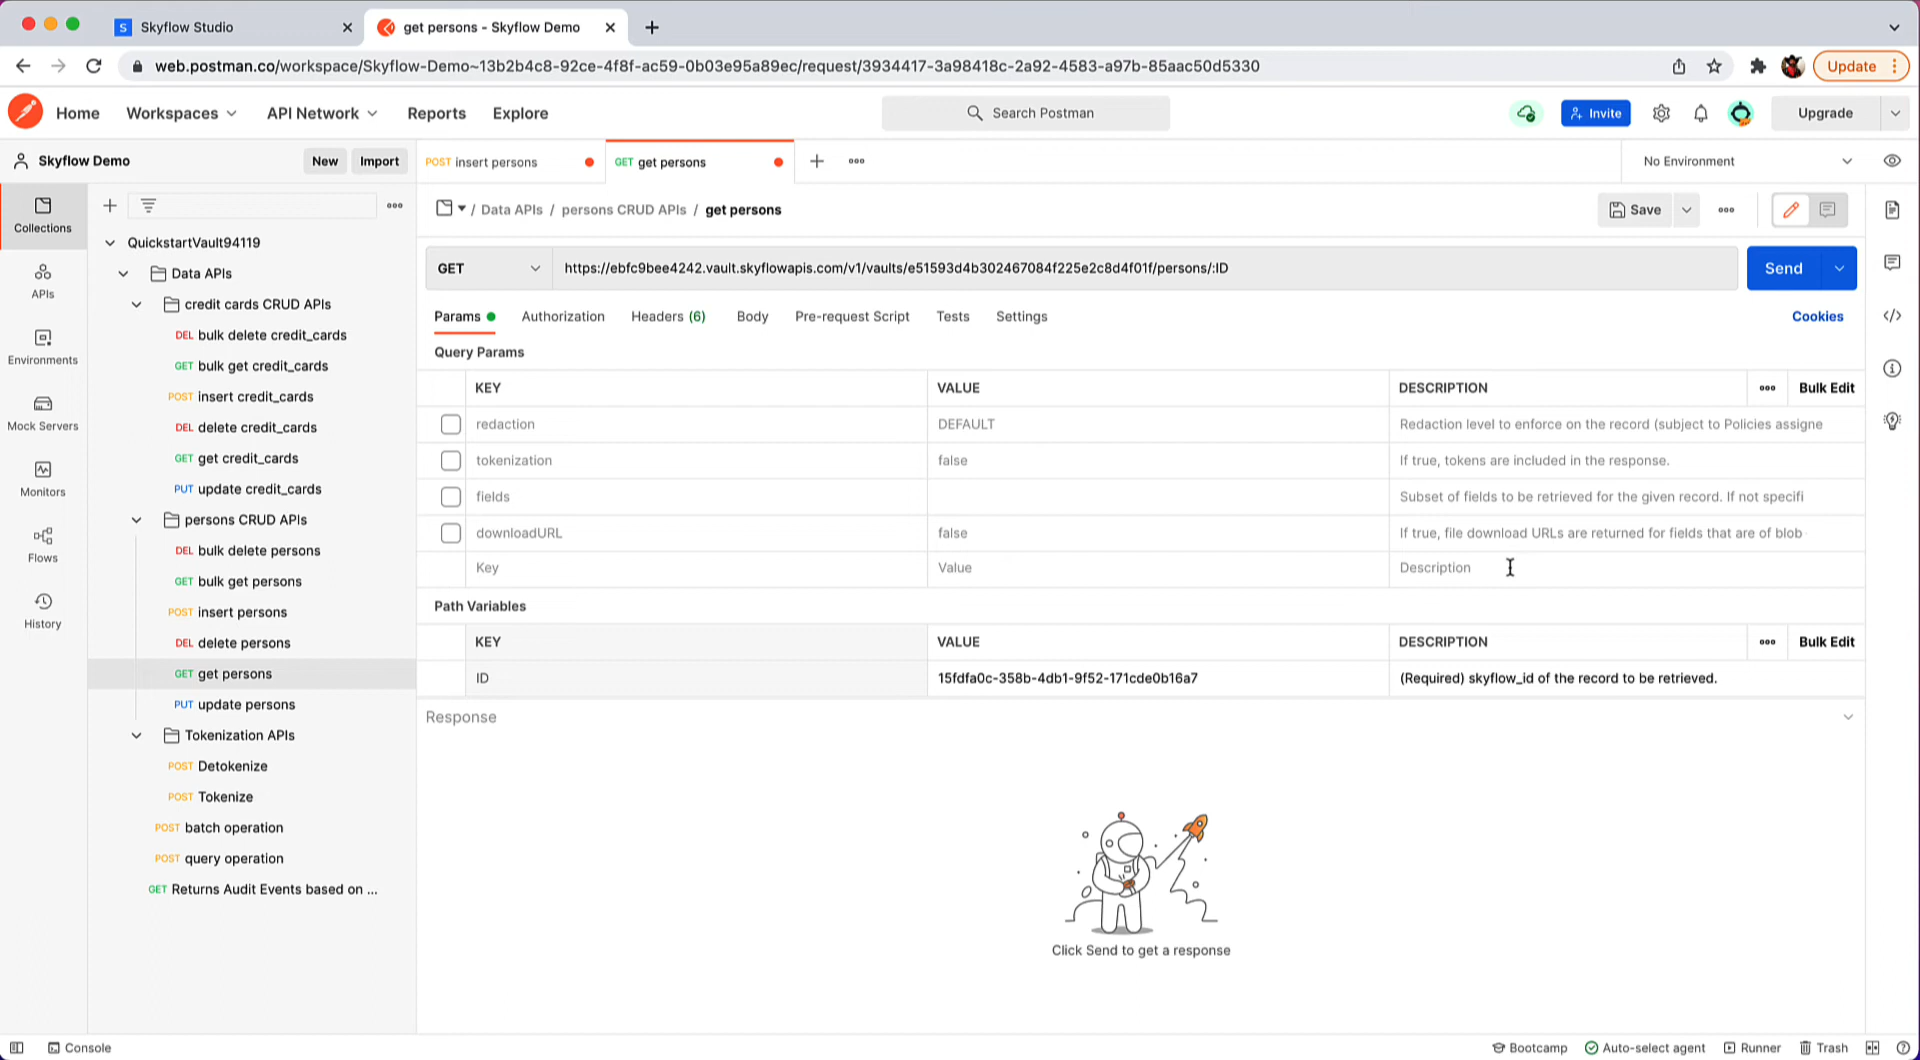 S Skyflow Studio
get persons - Skyflow Demo
web.postman.co/workspace/Skyflow-Demo~13b2b4c8-92ce-4f8f-ac59-0b03e95a89ec/request/3934417-3a98418c-2a92-4583-a97b-85aac50d5330
Update
Home
Workspaces
API Network
Reports
Explore
Search Postman
Invite
Upgrade
Skyflow Demo
New
Import
POST insert persons
GET get persons
No Environment
Collections
APIs
Environments
Mock Servers
Monitors
Flows
History
QuickstartVault94119
Data APIs
credit cards CRUD APIs
DEL bulk delete credit_cards
GET bulk get credit_cards
POST insert credit_cards
DEL delete credit_cards
GET get credit_cards
PUT update credit_cards
persons CRUD APIs
DEL bulk delete persons
GET bulk get persons
POST insert persons
DEL delete persons
GET get persons
PUT update persons
Tokenization APIs
POST Detokenize
POST Tokenize
POST batch operation
POST query operation
GET Returns Audit Events based on ...
/ Data APIs / persons CRUD APIs / get persons
Save
GET
https://ebfc9bee4242.vault.skyflowapis.com/v1/vaults/e51593d4b302467084f225e2c8d4f01f/persons/:ID
Send
Params
Authorization
Headers (6)
Body
Pre-request Script
Tests
Settings
Cookies
Query Params
KEY VALUE DESCRIPTION Bulk Edit
redaction DEFAULT Redaction level to enforce on the record (subject to Policies assigne
tokenization false If true, tokens are included in the response.
fields Subset of fields to be retrieved for the given record. If not specifi
downloadURL false If true, file download URLs are returned for fields that are of blob
Key Value Description
Path Variables
KEY VALUE DESCRIPTION Bulk Edit
ID 15fdfa0c-358b-4db1-9f52-171cde0b16a7 (Required) skyflow_id of the record to be retrieved.
Response
Click Send to get a response
Console
Bootcamp
Auto-select agent
Runner
Trash